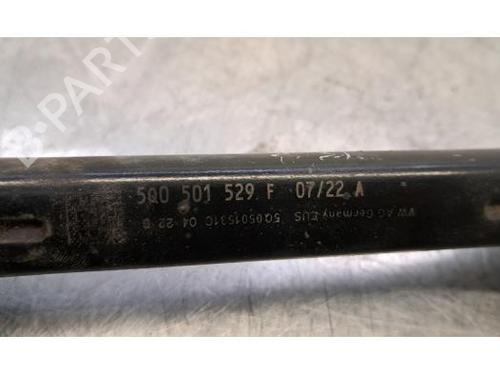 5Q0 501 529 F 07/22 A
VW AG Germany EUS 5Q0501531C 04 22 B
B-PARTS